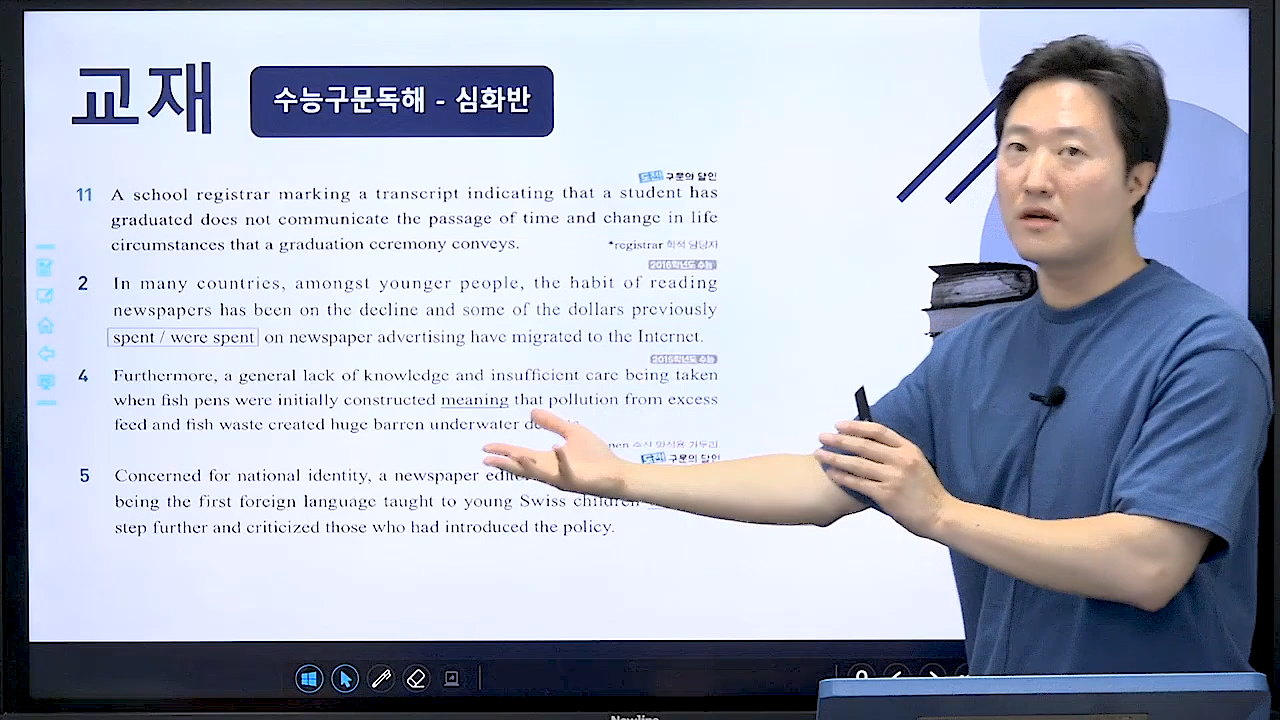 교재
수능구문독해 - 심화반
도전! 구문의 달인
11 A school registrar marking a transcript indicating that a student has
graduated does not communicate the passage of time and change in life
circumstances that a graduation ceremony conveys.
*registrar 학적 담당자
2016학년도 수능
2 In many countries, amongst younger people, the habit of reading
newspapers has been on the decline and some of the dollars previously
spent / were spent on newspaper advertising have migrated to the Internet.
2015학년도 수능
4 Furthermore, a general lack of knowledge and insufficient care being taken
when fish pens were initially constructed meaning that pollution from excess
feed and fish waste created huge barren underwater
수산 양식용 가두리
도전! 구문의 달인
5 Concerned for national identity, a newspaper
being the first foreign language taught to young Swiss children
step further and criticized those who had introduced the policy.
Newline